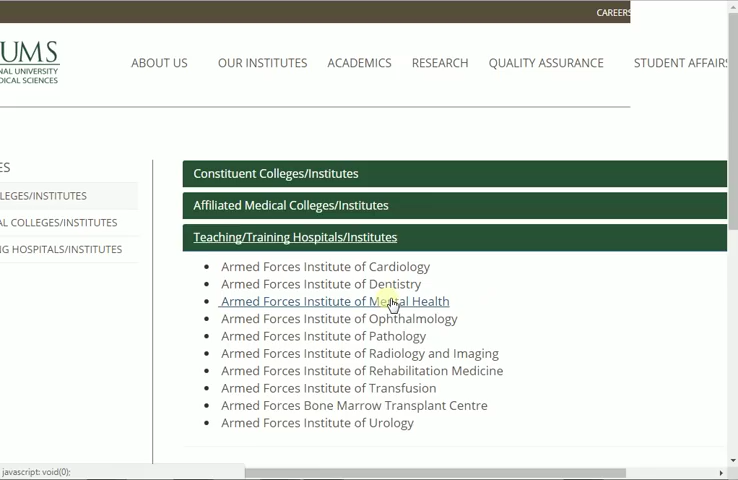 CAREERS
UMS
NAL UNIVERSITY
DICAL SCIENCES
ABOUT US OUR INSTITUTES ACADEMICS RESEARCH QUALITY ASSURANCE STUDENT AFFAIRS
ES
LEGES/INSTITUTES
AL COLLEGES/INSTITUTES
NG HOSPITALS/INSTITUTES
Constituent Colleges/Institutes
Affiliated Medical Colleges/Institutes
Teaching/Training Hospitals/Institutes
Armed Forces Institute of Cardiology
Armed Forces Institute of Dentistry
Armed Forces Institute of Mental Health
Armed Forces Institute of Ophthalmology
Armed Forces Institute of Pathology
Armed Forces Institute of Radiology and Imaging
Armed Forces Institute of Rehabilitation Medicine
Armed Forces Institute of Transfusion
Armed Forces Bone Marrow Transplant Centre
Armed Forces Institute of Urology
javascript: void(0);